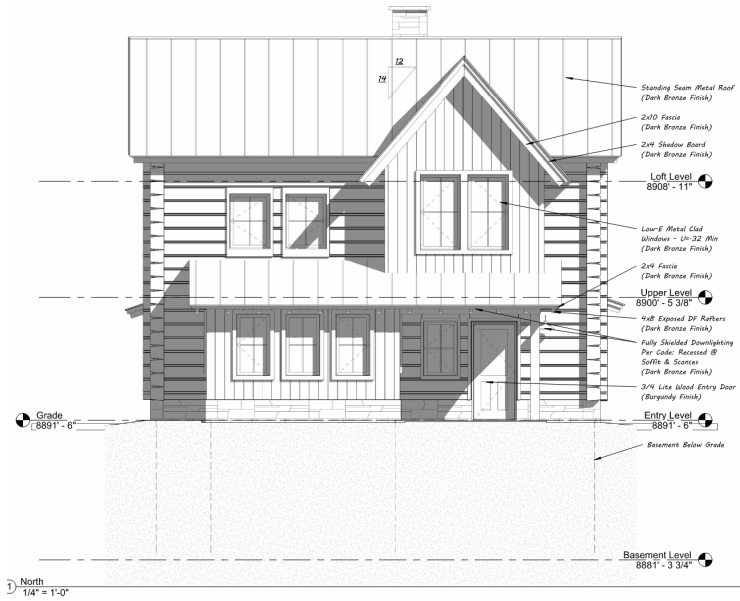 12
14
Standing Seam Metal Roof
(Dark Bronze Finish)
2x10 Fascia
(Dark Bronze Finish)
2x4 Shadow Board
(Dark Bronze Finish)
Loft Level
8908' - 11"
Low-E Metal Clad
Windows - U=.32 Min
(Dark Bronze Finish)
2x4 Fascia
(Dark Bronze Finish)
Upper Level
8900' - 5 3/8"
4x8 Exposed DF Rafters
(Dark Bronze Finish)
Fully Shielded Downlighting
Per Code: Recessed @
Soffit & Sconces
(Dark Bronze Finish)
3/4 Lite Wood Entry Door
(Burgundy Finish)
Grade
8891' - 6"
Entry Level
8891' - 6"
Basement Below Grade
Basement Level
8881' - 3 3/4"
1 North
1/4" = 1'-0"